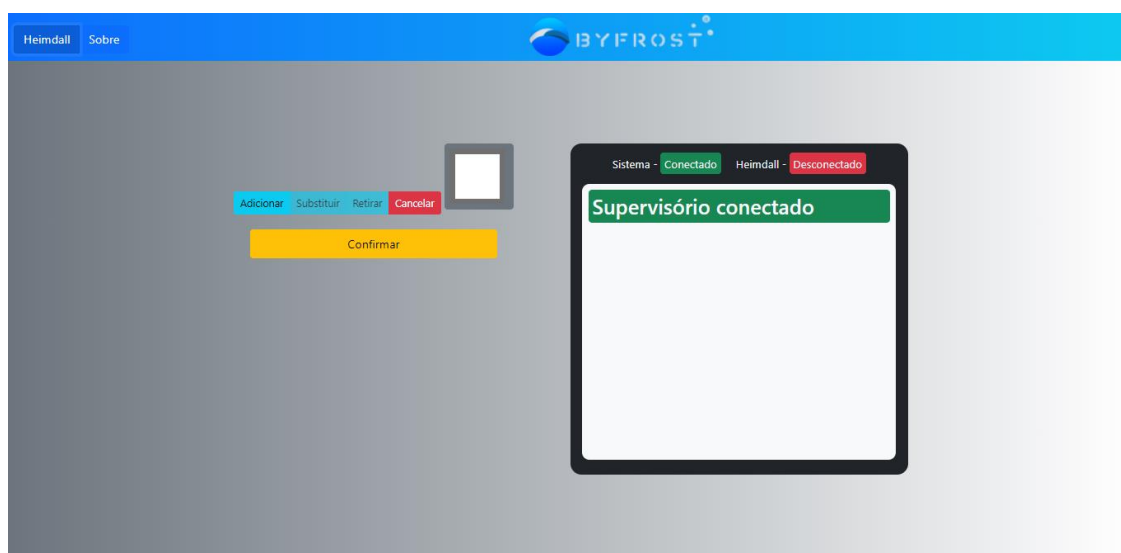 Heimdall Sobre BYFROST
Sistema - Conectado Heimdall - Desconectado
Adicionar Substituir Retirar Cancelar
Supervisório conectado
Confirmar